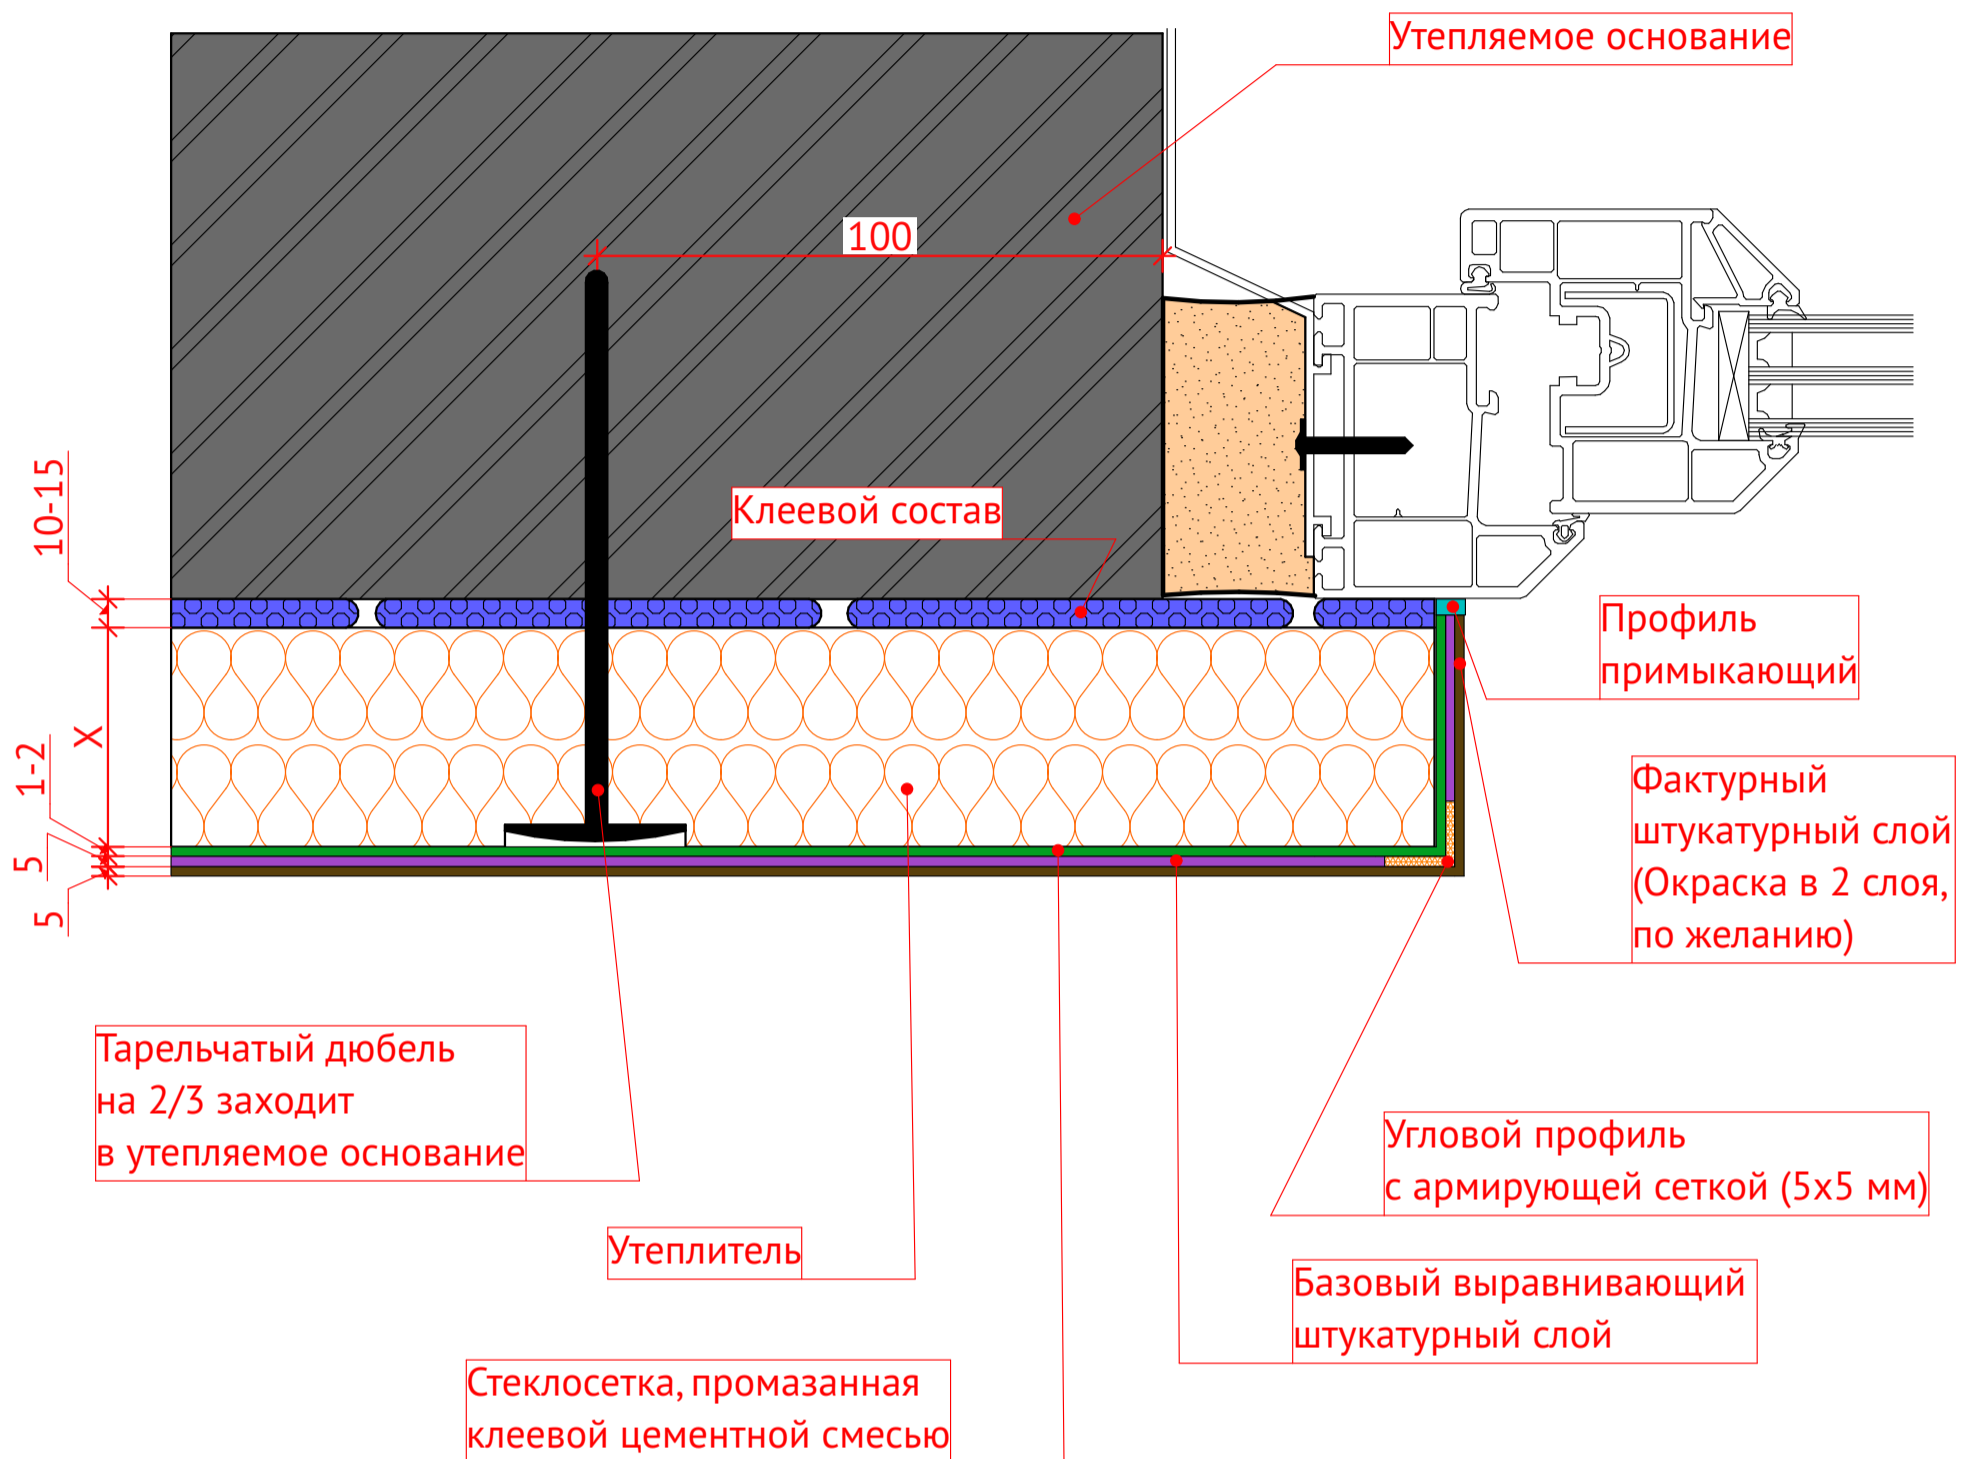 Утепляемое основание
100
Клеевой состав
10-15
X
1-2
5
5
Профиль
примыкающий
Фактурный
штукатурный слой
(Окраска в 2 слоя,
по желанию)
Тарельчатый дюбель
на 2/3 заходит
в утепляемое основание
Угловой профиль
с армирующей сеткой (5х5 мм)
Утеплитель
Базовый выравнивающий
штукатурный слой
Стеклосетка, промазанная
клеевой цементной смесью